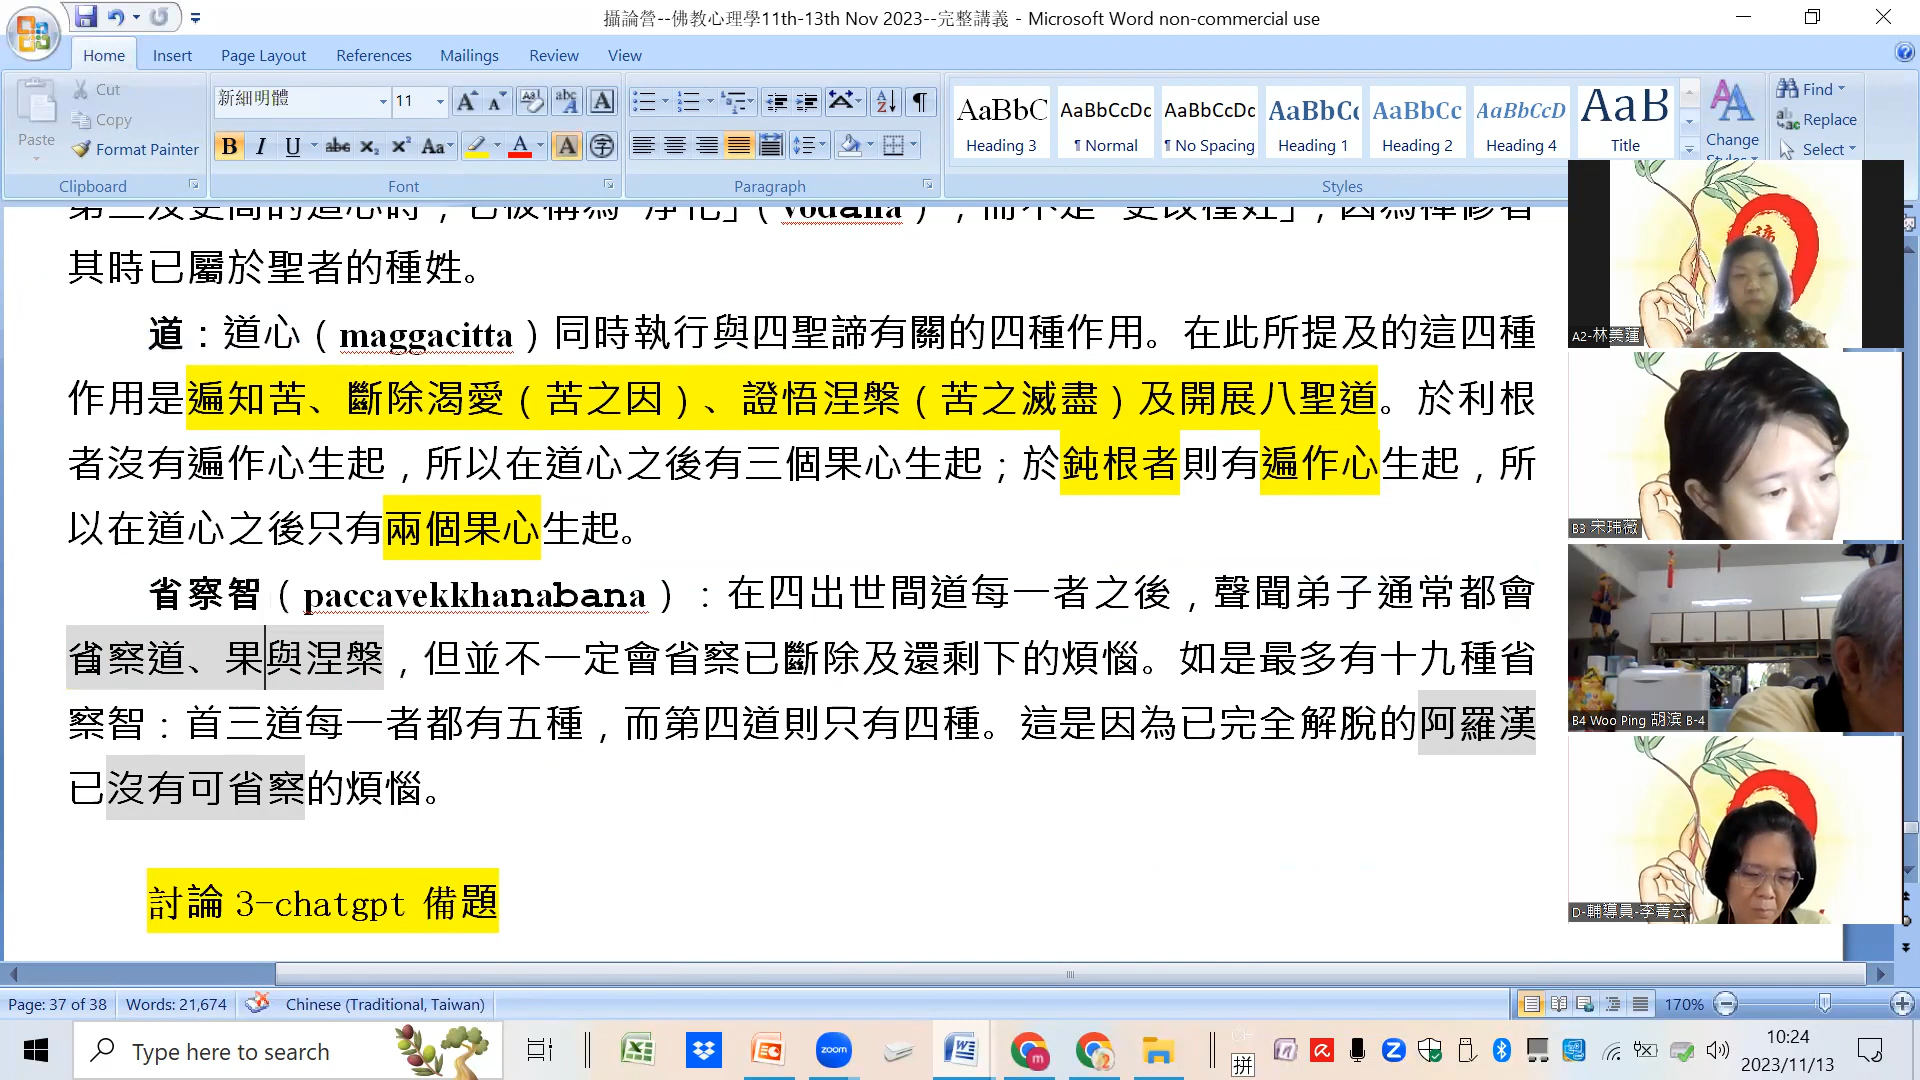 攝論營--佛教心理學11th-13th Nov 2023--完整講義 - Microsoft Word non-commercial use
Home Insert Page Layout References Mailings Review View
Cut
Copy
Paste
Format Painter
Clipboard
新細明體 11
Font
Paragraph
AaBbC AaBbCcDc AaBbCcDc AaBbCc AaBbCc AaBbCcD AaB
Heading 3 ¶ Normal ¶ No Spacing Heading 1 Heading 2 Heading 4 Title
Styles
Change
Styles
Find
Replace
Select
其時已屬於聖者的種姓。
道：道心（maggacitta）同時執行與四聖諦有關的四種作用。在此所提及的這四種
作用是遍知苦、斷除渴愛（苦之因）、證悟涅槃（苦之滅盡）及開展八聖道。於利根
者沒有遍作心生起，所以在道心之後有三個果心生起；於鈍根者則有遍作心生起，所
以在道心之後只有兩個果心生起。
省察智（paccavekkhanabana）：在四出世間道每一者之後，聲聞弟子通常都會
省察道、果與涅槃，但並不一定會省察已斷除及還剩下的煩惱。如是最多有十九種省
察智：首三道每一者都有五種，而第四道則只有四種。這是因為已完全解脫的阿羅漢
已沒有可省察的煩惱。
討論 3-chatgpt 備題
A2-林美蓮
B3 宋玮薇
B4 Woo Ping 胡滨 B-4
D-輔導員-李菁云
Page: 37 of 38 Words: 21,674 Chinese (Traditional, Taiwan) 170%
Type here to search
zoom
拼
10:24
2023/11/13